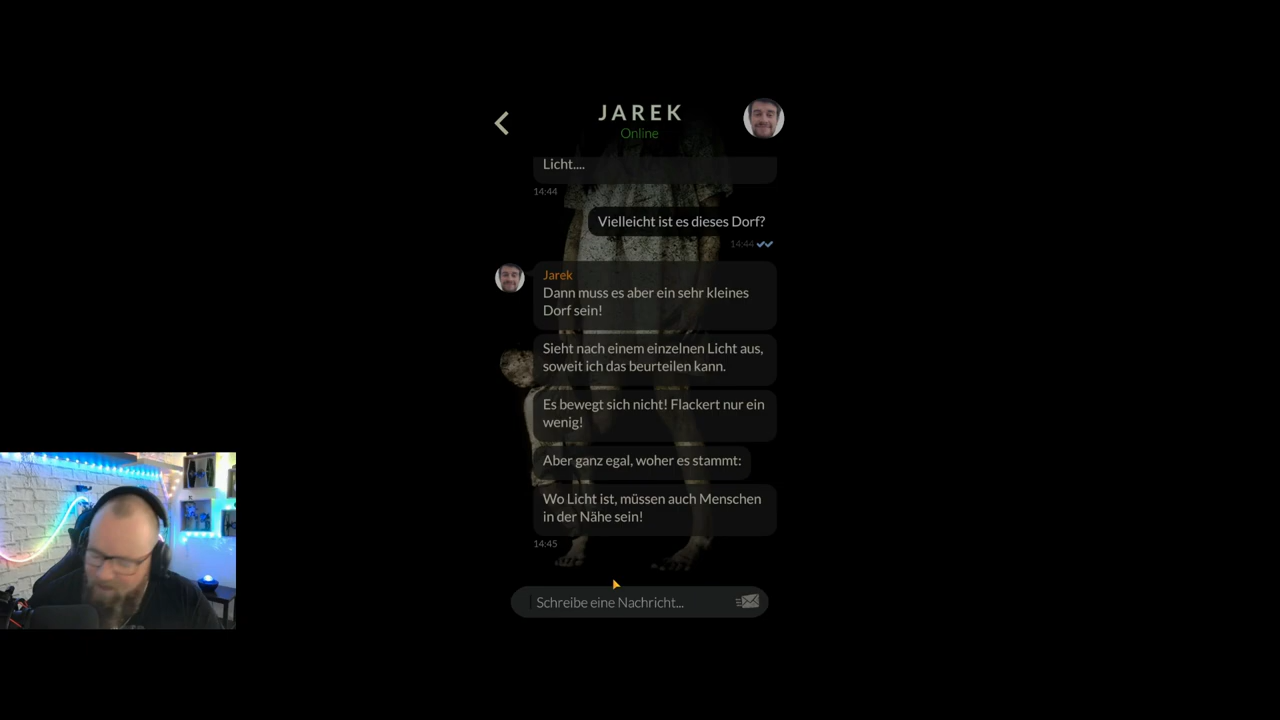 JAREK
Online
Licht....
14:44
Vielleicht ist es dieses Dorf?
14:44
Jarek
Dann muss es aber ein sehr kleines
Dorf sein!
Sieht nach einem einzelnen Licht aus,
soweit ich das beurteilen kann.
Es bewegt sich nicht! Flackert nur ein
wenig!
Aber ganz egal, woher es stammt:
Wo Licht ist, müssen auch Menschen
in der Nähe sein!
14:45
Schreibe eine Nachricht...